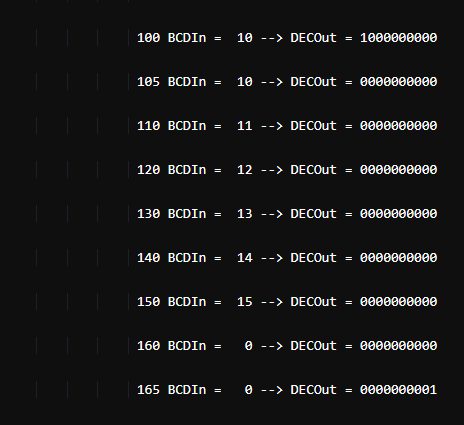 100 BCDIn =  10 --> DECOut = 1000000000
105 BCDIn =  10 --> DECOut = 0000000000
110 BCDIn =  11 --> DECOut = 0000000000
120 BCDIn =  12 --> DECOut = 0000000000
130 BCDIn =  13 --> DECOut = 0000000000
140 BCDIn =  14 --> DECOut = 0000000000
150 BCDIn =  15 --> DECOut = 0000000000
160 BCDIn =   0 --> DECOut = 0000000000
165 BCDIn =   0 --> DECOut = 0000000001